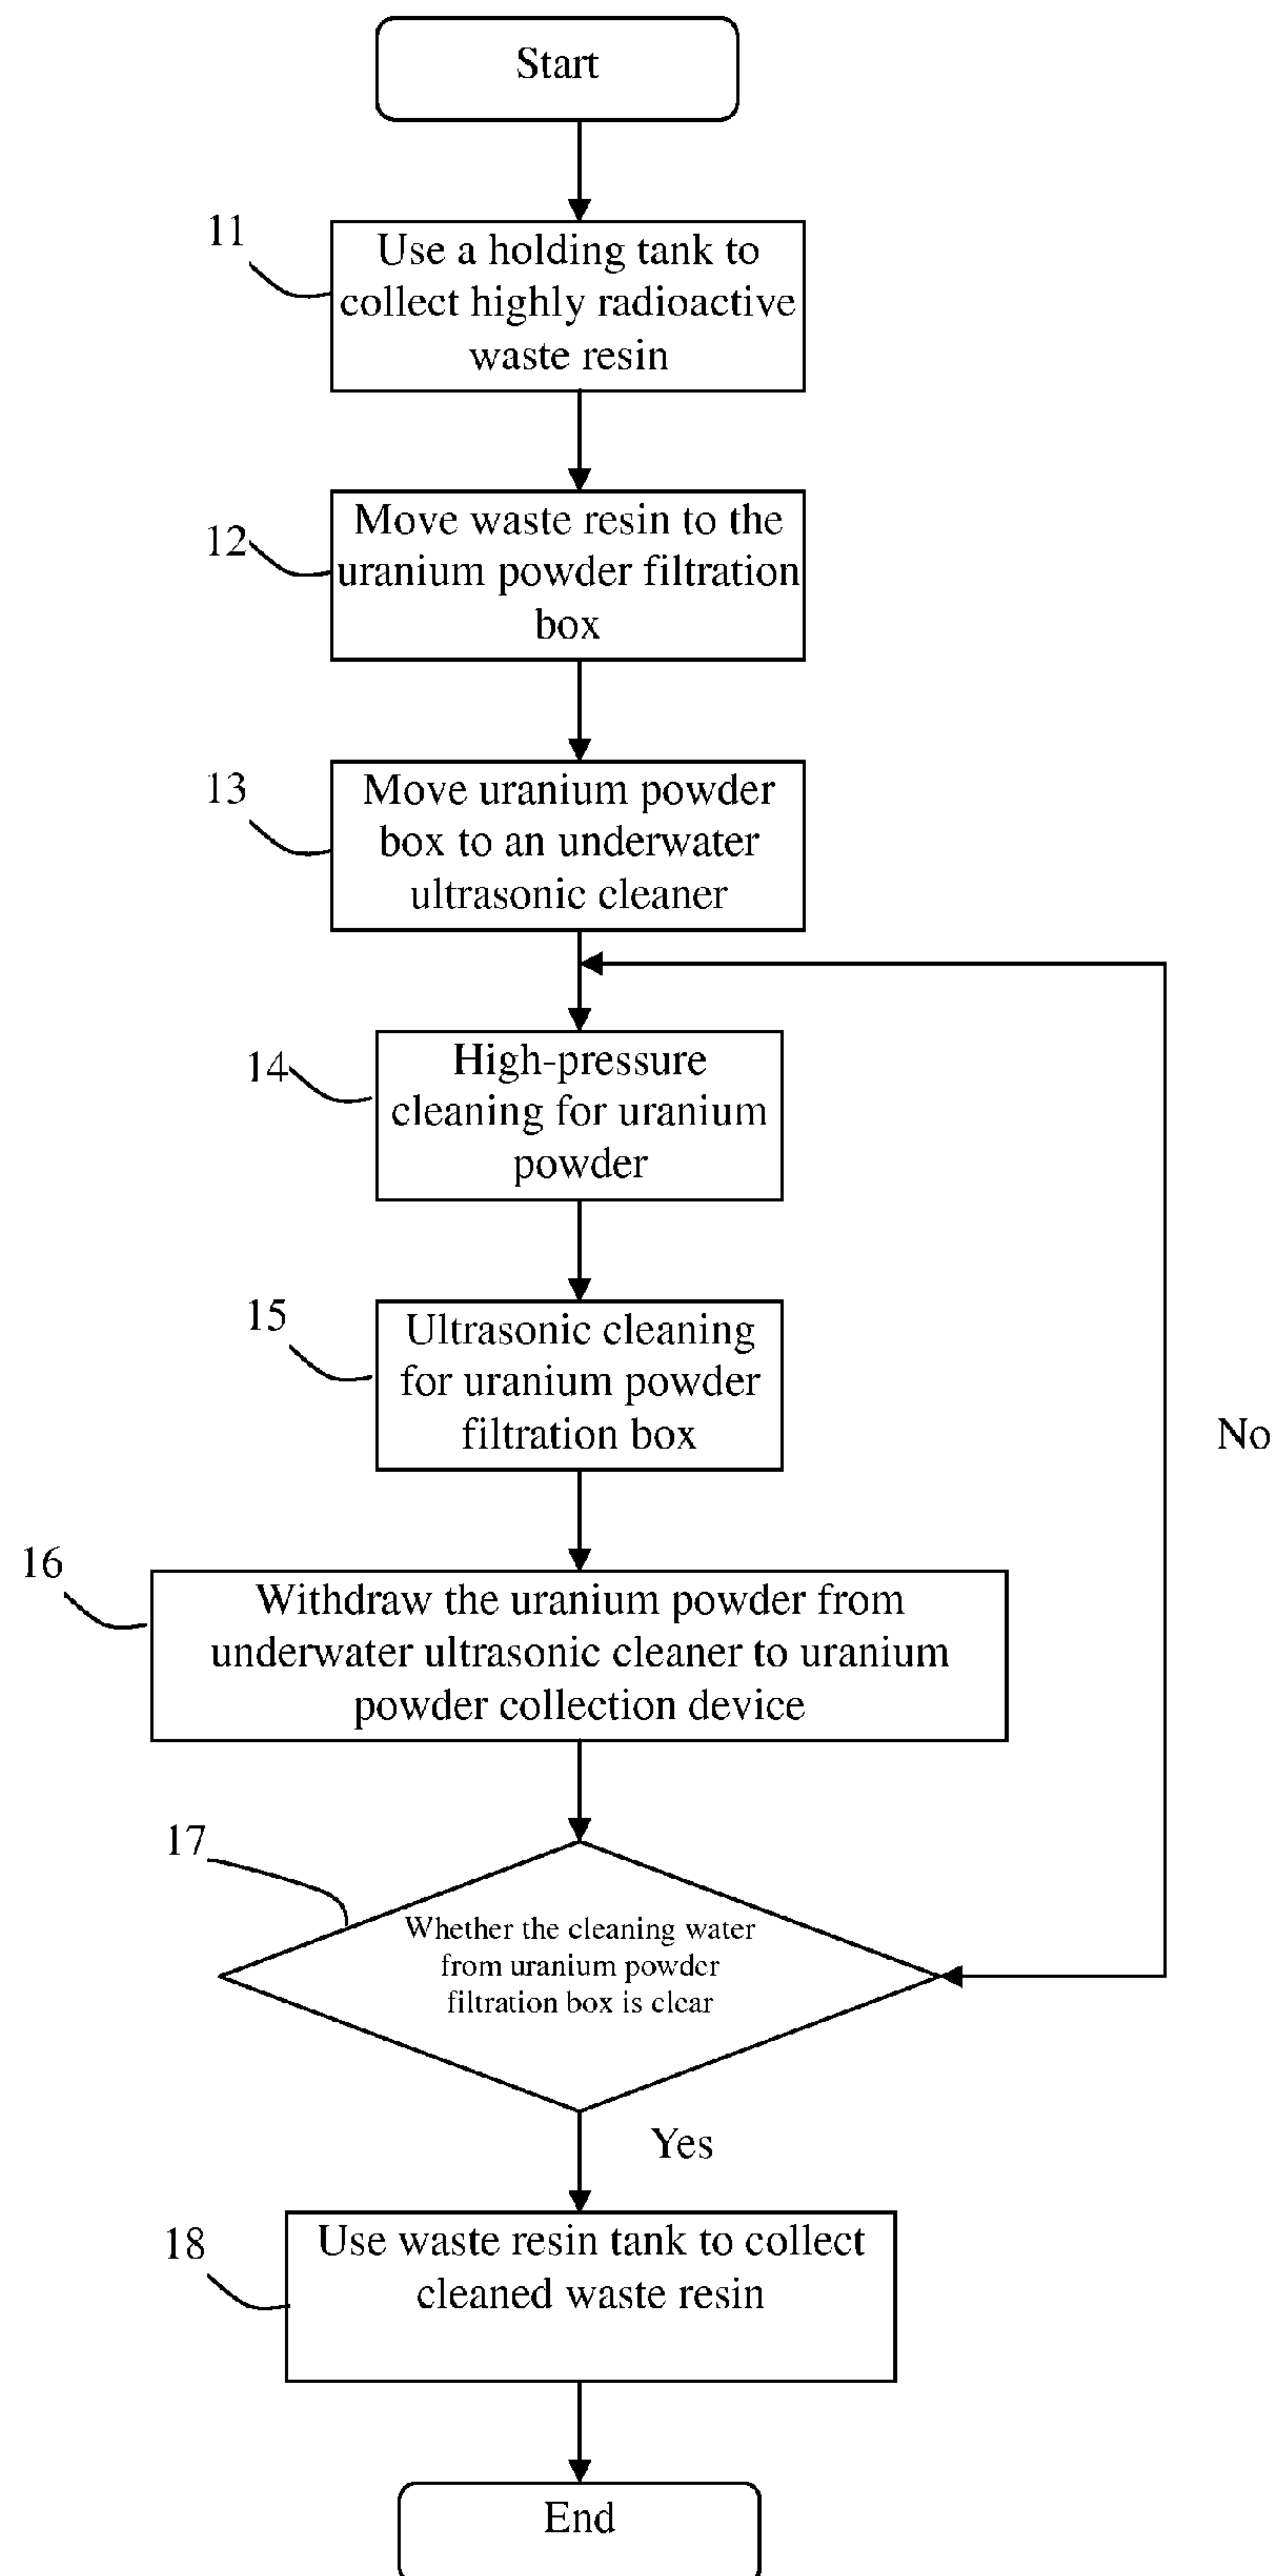 Start
11
Use a holding tank to
collect highly radioactive
waste resin
12
Move waste resin to the
uranium powder filtration
box
13
Move uranium powder
box to an underwater
ultrasonic cleaner
14
High-pressure
cleaning for uranium
powder
15
Ultrasonic cleaning
for uranium powder
filtration box
No
16
Withdraw the uranium powder from
underwater ultrasonic cleaner to uranium
powder collection device
17
Whether the cleaning water
from uranium powder
filtration box is clear
Yes
18
Use waste resin tank to collect
cleaned waste resin
End